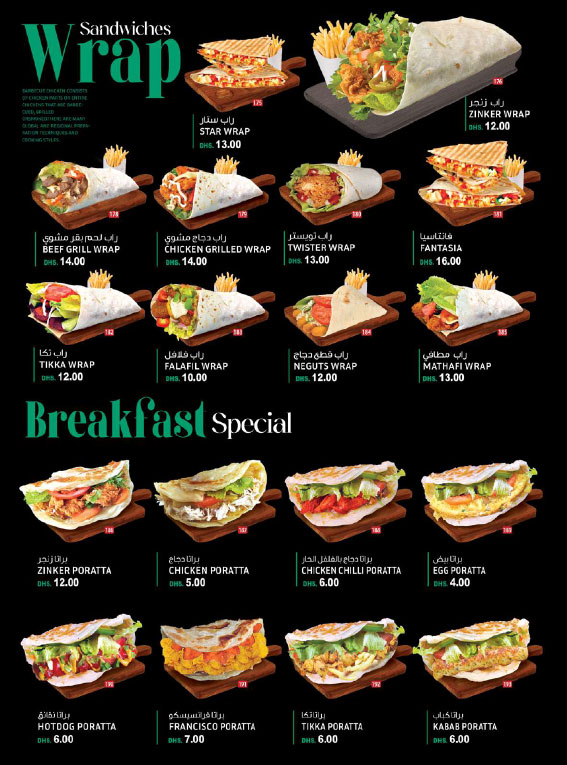 Sandwiches
Wrap
175
راب ستار
STAR WRAP
DHS. 13.00
176
راب زنجر
ZINKER WRAP
DHS. 12.00
178
راب لحم بقر مشوي
BEEF GRILL WRAP
DHS. 14.00
179
راب دجاج مشوي
CHICKEN GRILLED WRAP
DHS. 14.00
180
راب تويستر
TWISTER WRAP
DHS. 13.00
181
فانتاسيا
FANTASIA
DHS. 16.00
182
راب تكا
TIKKA WRAP
DHS. 12.00
183
راب فلافل
FALAFIL WRAP
DHS. 10.00
184
راب قطع دجاج
NEGUTS WRAP
DHS. 12.00
185
راب مطافي
MATHAFI WRAP
DHS. 13.00
Breakfast Special
186
براتا زنجر
ZINKER PORATTA
DHS. 12.00
187
براتا دجاج
CHICKEN PORATTA
DHS. 5.00
188
براتا دجاج بالفلفل الحار
CHICKEN CHILLI PORATTA
DHS. 6.00
189
براتا بيض
EGG PORATTA
DHS. 4.00
190
براتا نقانق
HOTDOG PORATTA
DHS. 6.00
191
براتا فرانسيسكو
FRANCISCO PORATTA
DHS. 7.00
192
براتا تكا
TIKKA PORATTA
DHS. 6.00
193
براتا كباب
KABAB PORATTA
DHS. 6.00